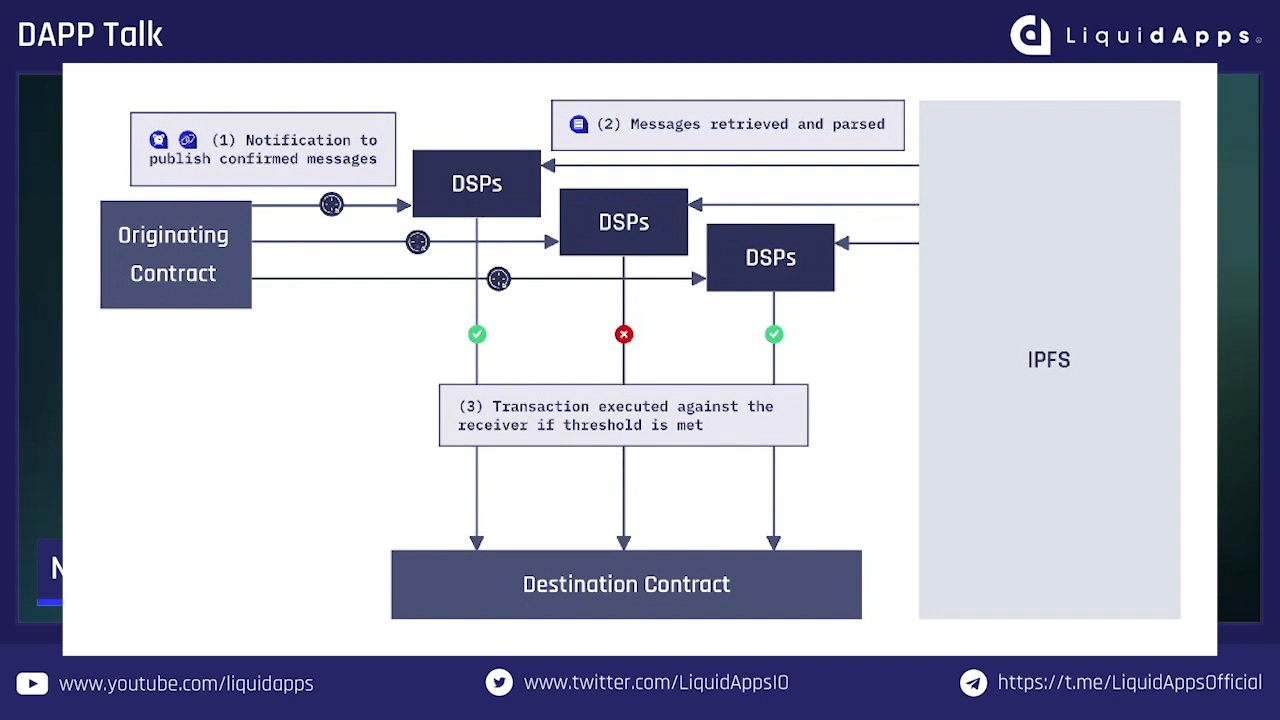 DAPP Talk
LiquidApps
(1) Notification to
publish confirmed messages
(2) Messages retrieved and parsed
DSPs
DSPs
DSPs
Originating
Contract
IPFS
(3) Transaction executed against the
receiver if threshold is met
Destination Contract
N
www.youtube.com/liquidapps
www.twitter.com/LiquidAppsIO
https://t.me/LiquidAppsOfficial